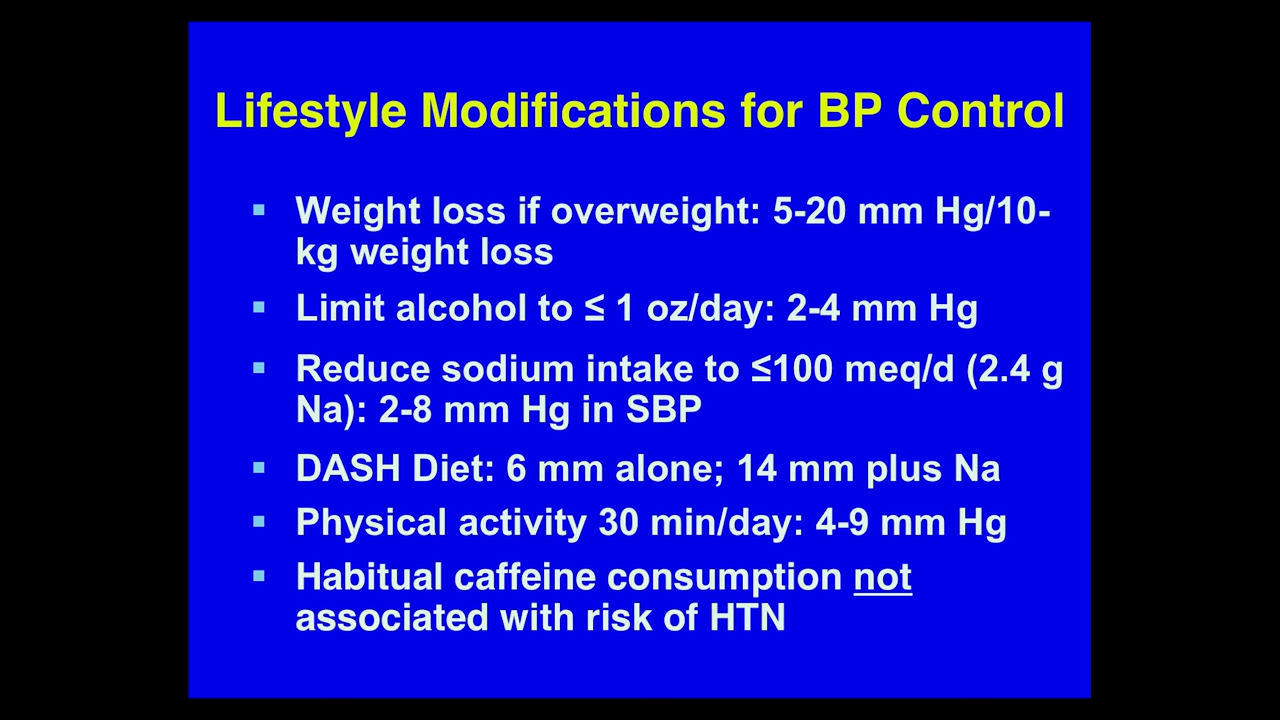 Lifestyle Modifications for BP Control
▪ Weight loss if overweight: 5-20 mm Hg/10-
kg weight loss
▪ Limit alcohol to ≤ 1 oz/day: 2-4 mm Hg
▪ Reduce sodium intake to ≤100 meq/d (2.4 g
Na): 2-8 mm Hg in SBP
▪ DASH Diet: 6 mm alone; 14 mm plus Na
▪ Physical activity 30 min/day: 4-9 mm Hg
▪ Habitual caffeine consumption not
associated with risk of HTN